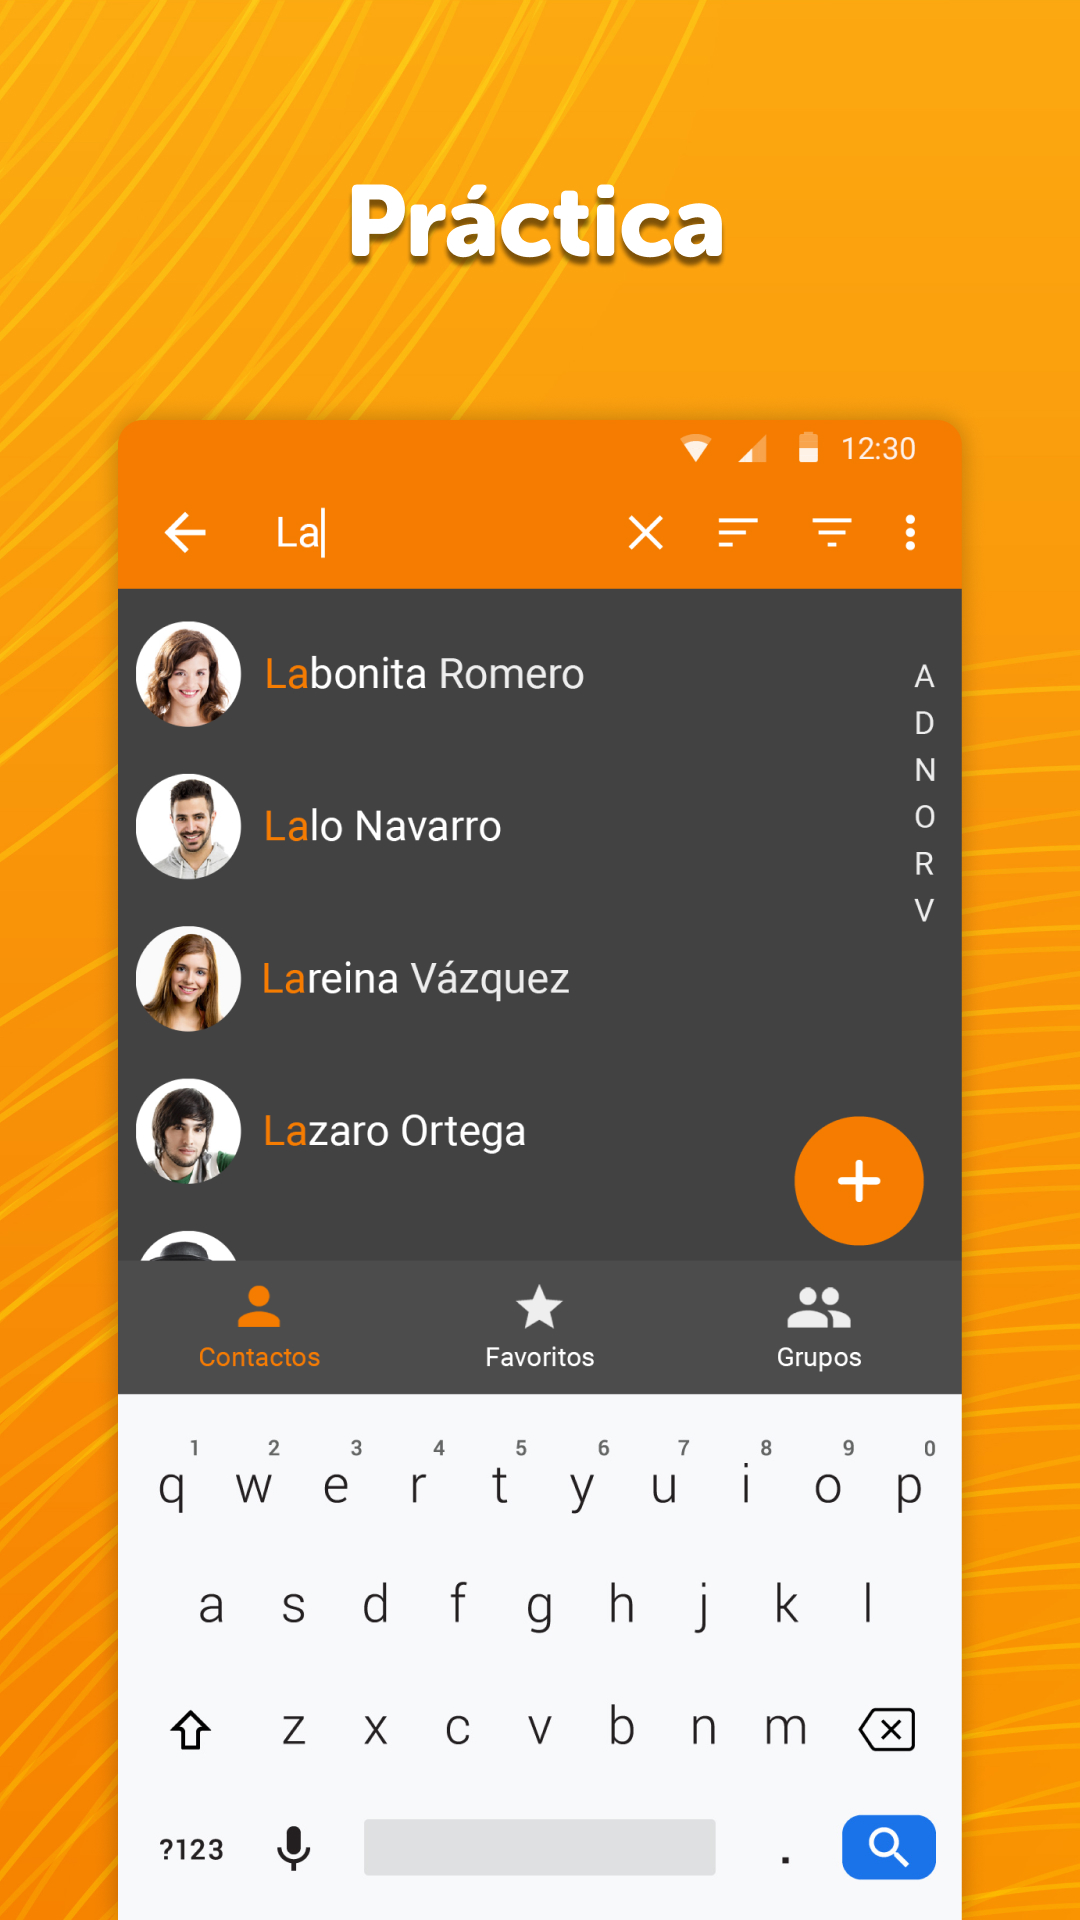 Práctica
12:30
La
Labonita Romero
Lalo Navarro
Lareina Vázquez
Lazaro Ortega
A
D
N
O
R
V
Contactos Favoritos Grupos
1 2 3 4 5 6 7 8 9 0
q w e r t y u i o p
a s d f g h j k l
z x c v b n m
?123 .